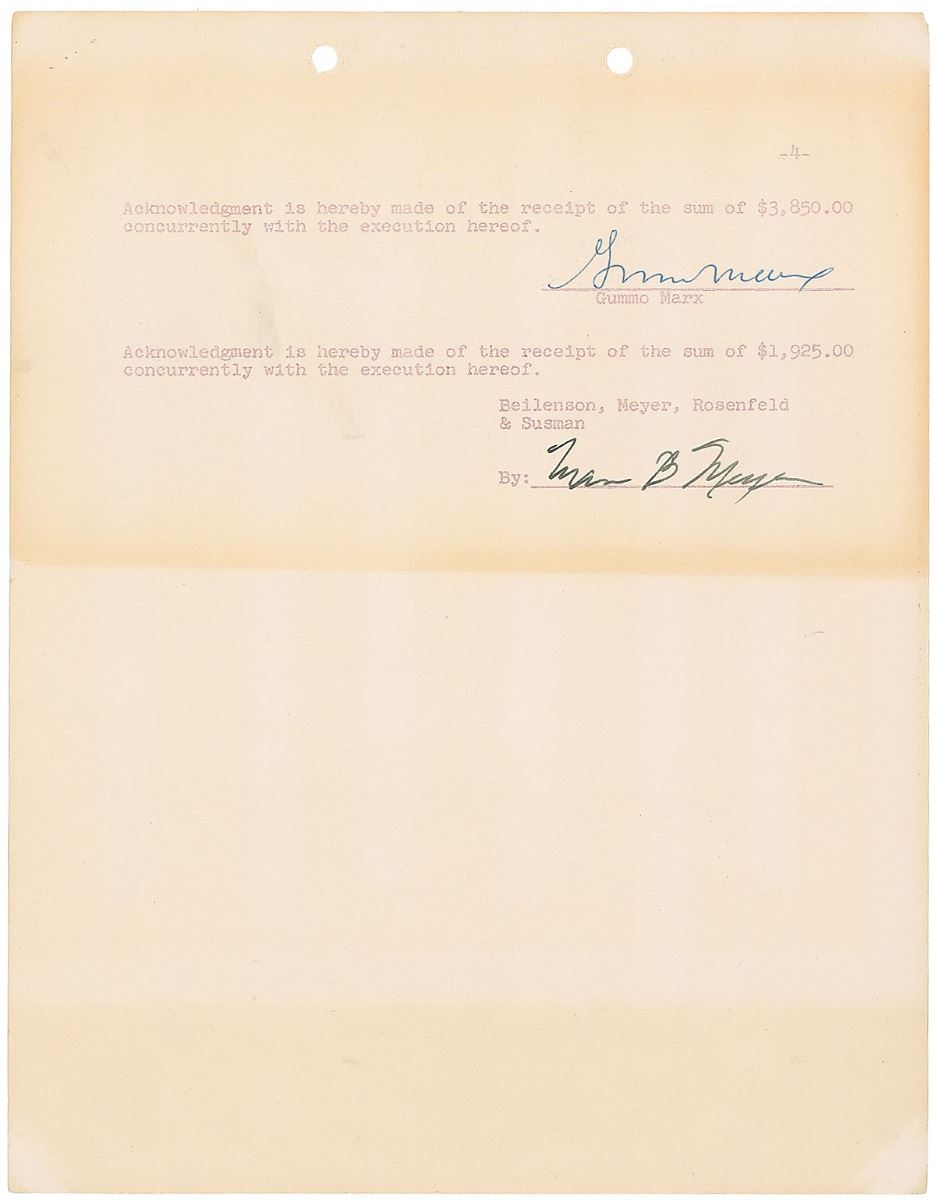 -4-
Acknowledgment is hereby made of the receipt of the sum of $3,850.00
concurrently with the execution hereof.
Gummo Marx
Gummo Marx
Acknowledgment is hereby made of the receipt of the sum of $1,925.00
concurrently with the execution hereof.
Beilenson, Meyer, Rosenfeld
& Susman
By: B Meyer